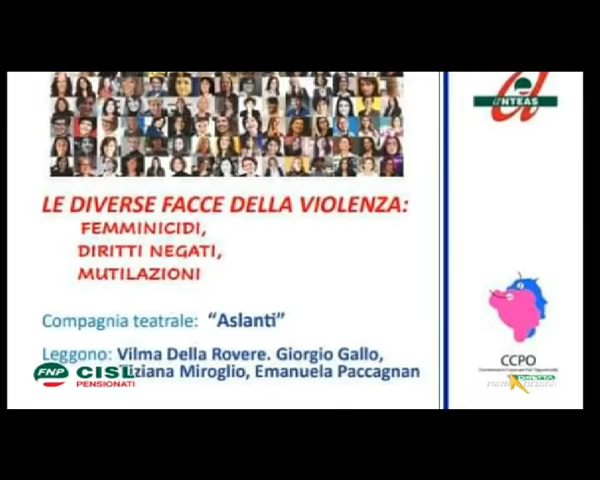 ANTEAS
LE DIVERSE FACCE DELLA VIOLENZA:
FEMMINICIDI,
DIRITTI NEGATI,
MUTILAZIONI
Compagnia teatrale: "Aslanti"
Leggono: Vilma Della Rovere. Giorgio Gallo,
iziana Miroglio, Emanuela Paccagnan
FNP CISL
PENSIONATI
CCPO